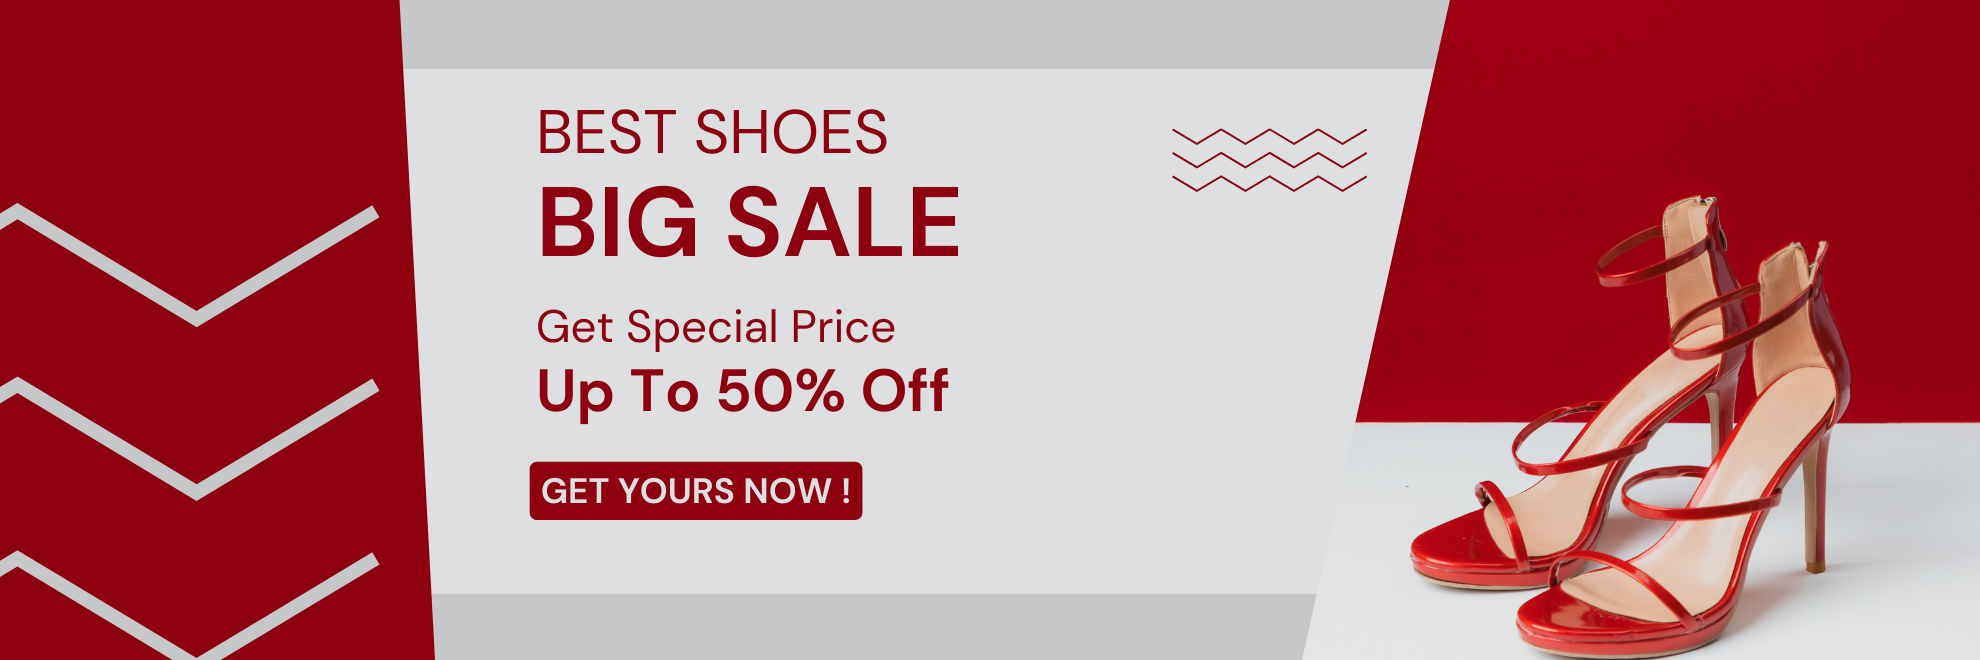 BEST SHOES
BIG SALE
Get Special Price
Up To 50% Off
GET YOURS NOW !